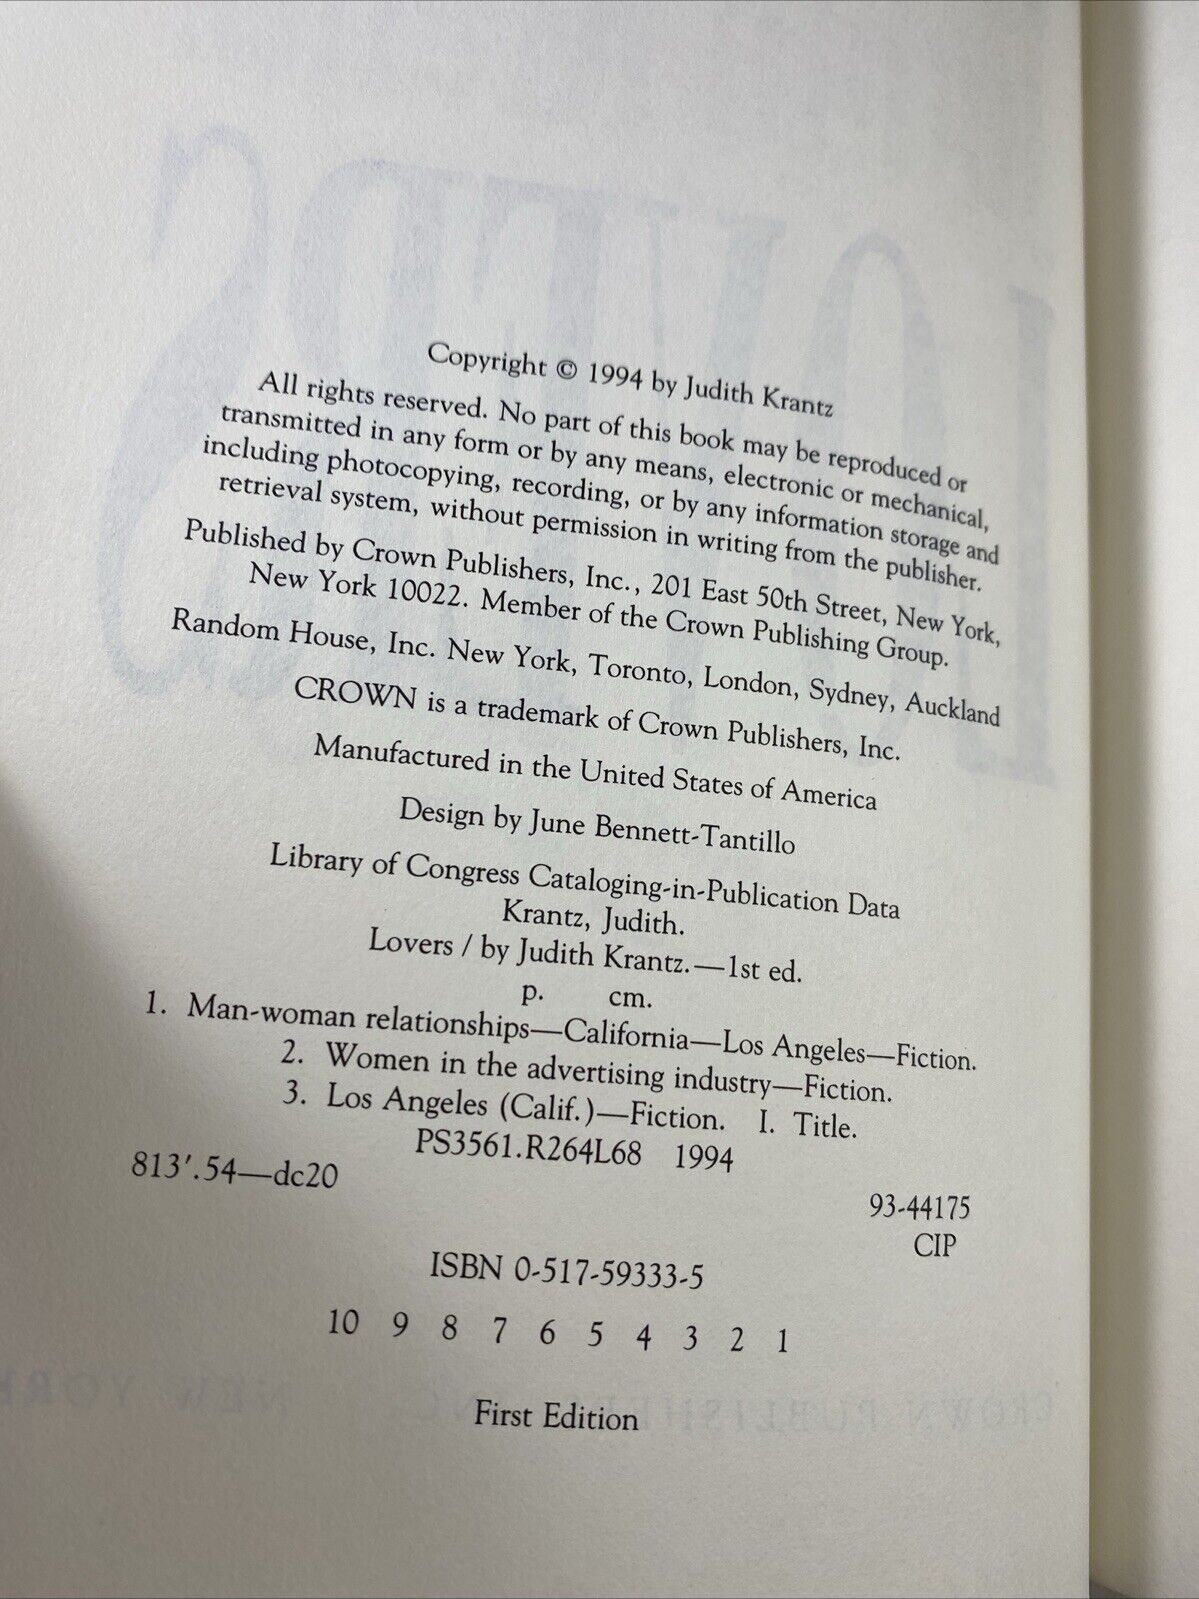 Copyright © 1994 by Judith Krantz
All rights reserved. No part of this book may be reproduced or
transmitted in any form or by any means, electronic or mechanical,
including photocopying, recording, or by any information storage and
retrieval system, without permission in writing from the publisher.
Published by Crown Publishers, Inc., 201 East 50th Street, New York,
New York 10022. Member of the Crown Publishing Group.
Random House, Inc. New York, Toronto, London, Sydney, Auckland
CROWN is a trademark of Crown Publishers, Inc.
Manufactured in the United States of America
Design by June Bennett-Tantillo
Library of Congress Cataloging-in-Publication Data
Krantz, Judith.
Lovers / by Judith Krantz.—1st ed.
p. cm.
1. Man-woman relationships—California—Los Angeles—Fiction.
2. Women in the advertising industry—Fiction.
3. Los Angeles (Calif.)—Fiction. I. Title.
PS3561.R264L68 1994
813′.54—dc20
93-44175
CIP
ISBN 0-517-59333-5
10 9 8 7 6 5 4 3 2 1
First Edition